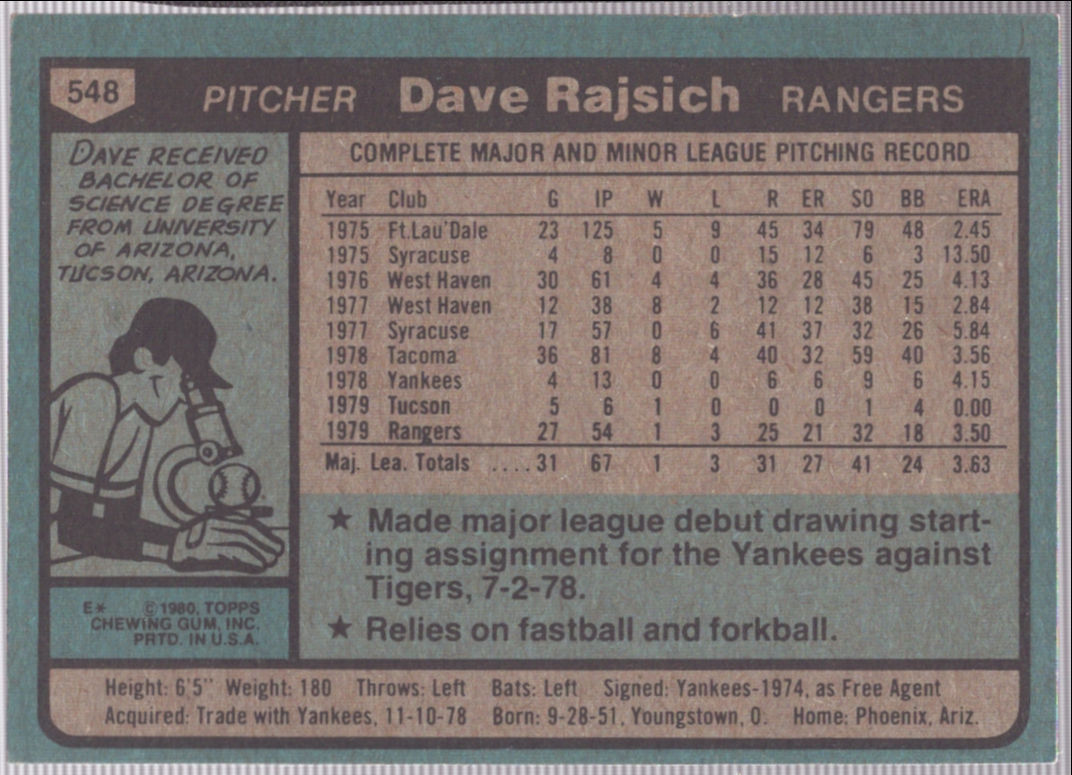 548 PITCHER Dave Rajsich RANGERS
DAVE RECEIVED
BACHELOR OF
SCIENCE DEGREE
FROM UNIVERSITY
OF ARIZONA,
TUCSON, ARIZONA.
E* ©1980, TOPPS
CHEWING GUM, INC.
PRTD. IN U.S.A.
COMPLETE MAJOR AND MINOR LEAGUE PITCHING RECORD
Year Club G IP W L R ER SO BB ERA
1975 Ft.Lau'Dale 23 125 5 9 45 34 79 48 2.45
1975 Syracuse 4 8 0 0 15 12 6 3 13.50
1976 West Haven 30 61 4 4 36 28 45 25 4.13
1977 West Haven 12 38 8 2 12 12 38 15 2.84
1977 Syracuse 17 57 0 6 41 37 32 26 5.84
1978 Tacoma 36 81 8 4 40 32 59 40 3.56
1978 Yankees 4 13 0 0 6 6 9 6 4.15
1979 Tucson 5 6 1 0 0 0 1 4 0.00
1979 Rangers 27 54 1 3 25 21 32 18 3.50
Maj. Lea. Totals ....31 67 1 3 31 27 41 24 3.63
★ Made major league debut drawing start-
ing assignment for the Yankees against
Tigers, 7-2-78.
★ Relies on fastball and forkball.
Height: 6'5" Weight: 180 Throws: Left Bats: Left Signed: Yankees-1974, as Free Agent
Acquired: Trade with Yankees, 11-10-78 Born: 9-28-51, Youngstown, O. Home: Phoenix, Ariz.